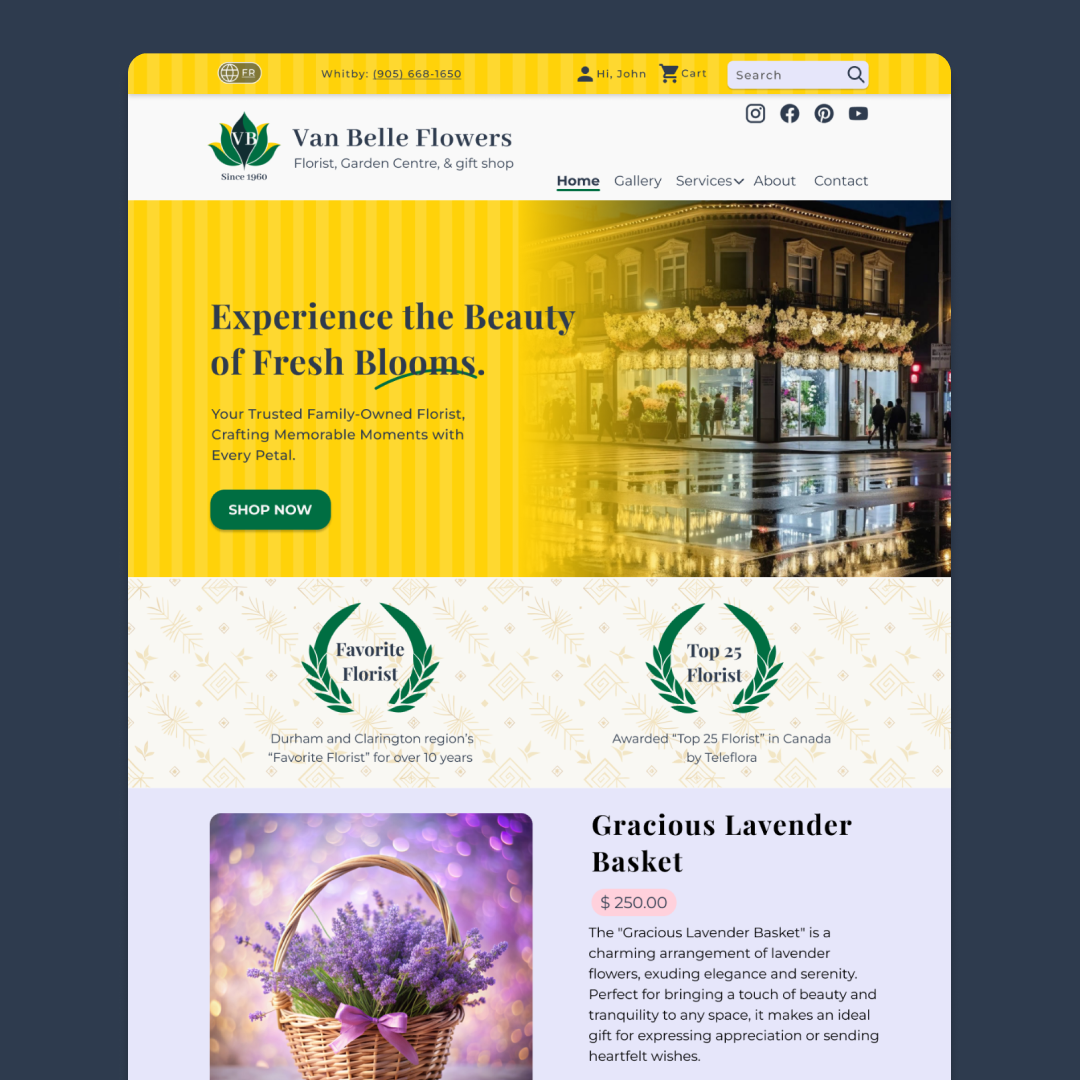 FR
Whitby: (905) 668-1650
Hi, John
Cart
Search
VB
Since 1960
Van Belle Flowers
Florist, Garden Centre, & gift shop
Home Gallery Services About Contact
Experience the Beauty
of Fresh Blooms.
Your Trusted Family-Owned Florist,
Crafting Memorable Moments with
Every Petal.
SHOP NOW
Favorite
Florist
Durham and Clarington region’s
“Favorite Florist” for over 10 years
Top 25
Florist
Awarded “Top 25 Florist” in Canada
by Teleflora
Gracious Lavender
Basket
$ 250.00
The "Gracious Lavender Basket" is a
charming arrangement of lavender
flowers, exuding elegance and serenity.
Perfect for bringing a touch of beauty and
tranquility to any space, it makes an ideal
gift for expressing appreciation or sending
heartfelt wishes.